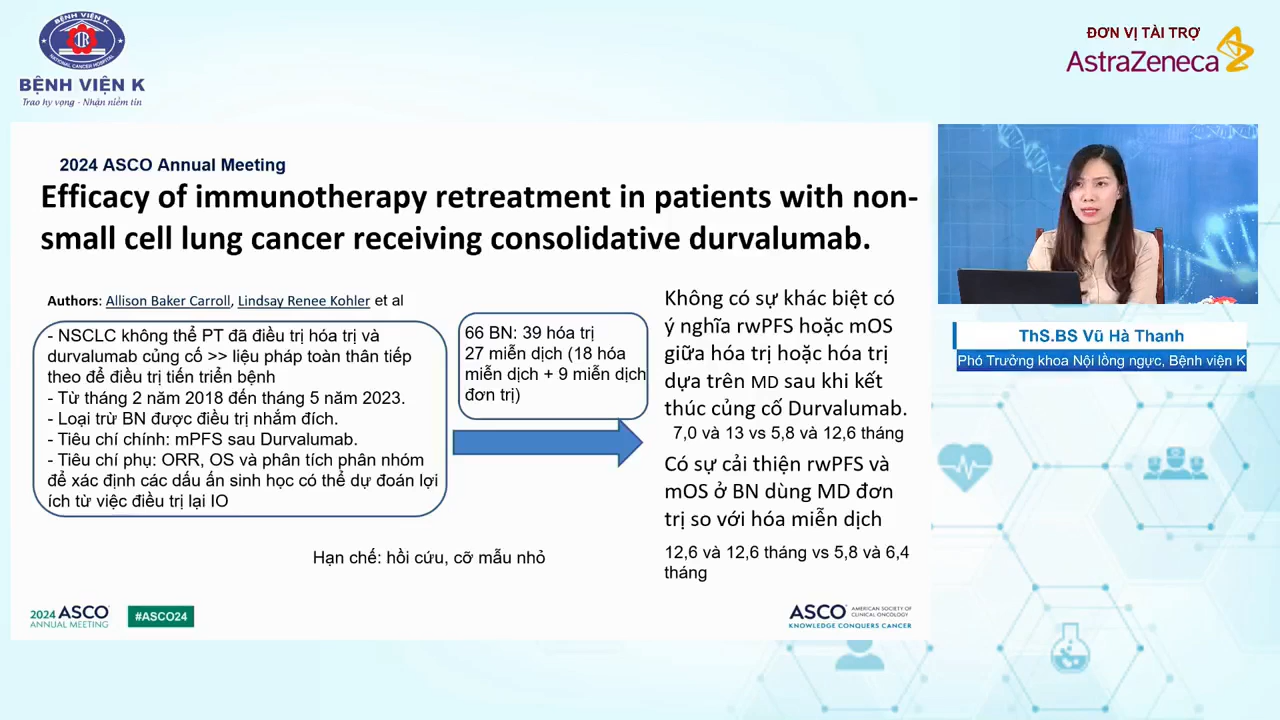 BỆNH VIỆN K
NATIONAL CANCER HOSPITAL
BỆNH VIỆN K
Trao hy vọng - Nhận niềm tin
ĐƠN VỊ TÀI TRỢ
AstraZeneca
2024 ASCO Annual Meeting
Efficacy of immunotherapy retreatment in patients with non-
small cell lung cancer receiving consolidative durvalumab.
Authors: Allison Baker Carroll, Lindsay Renee Kohler et al
- NSCLC không thể PT đã điều trị hóa trị và
durvalumab củng cố >> liệu pháp toàn thân tiếp
theo để điều trị tiến triển bệnh
- Từ tháng 2 năm 2018 đến tháng 5 năm 2023.
- Loại trừ BN được điều trị nhắm đích.
- Tiêu chí chính: mPFS sau Durvalumab.
- Tiêu chí phụ: ORR, OS và phân tích phân nhóm
để xác định các dấu ấn sinh học có thể dự đoán lợi
ích từ việc điều trị lại IO
66 BN: 39 hóa trị
27 miễn dịch (18 hóa
miễn dịch + 9 miễn dịch
đơn trị)
Không có sự khác biệt có
ý nghĩa rwPFS hoặc mOS
giữa hóa trị hoặc hóa trị
dựa trên MD sau khi kết
thúc củng cố Durvalumab.
7,0 và 13 vs 5,8 và 12,6 tháng
Có sự cải thiện rwPFS và
mOS ở BN dùng MD đơn
trị so với hóa miễn dịch
12,6 và 12,6 tháng vs 5,8 và 6,4
tháng
Hạn chế: hồi cứu, cỡ mẫu nhỏ
2024 ASCO
ANNUAL MEETING
#ASCO24
ASCO AMERICAN SOCIETY OF
CLINICAL ONCOLOGY
KNOWLEDGE CONQUERS CANCER
ThS.BS Vũ Hà Thanh
Phó Trưởng khoa Nội lồng ngực, Bệnh viện K